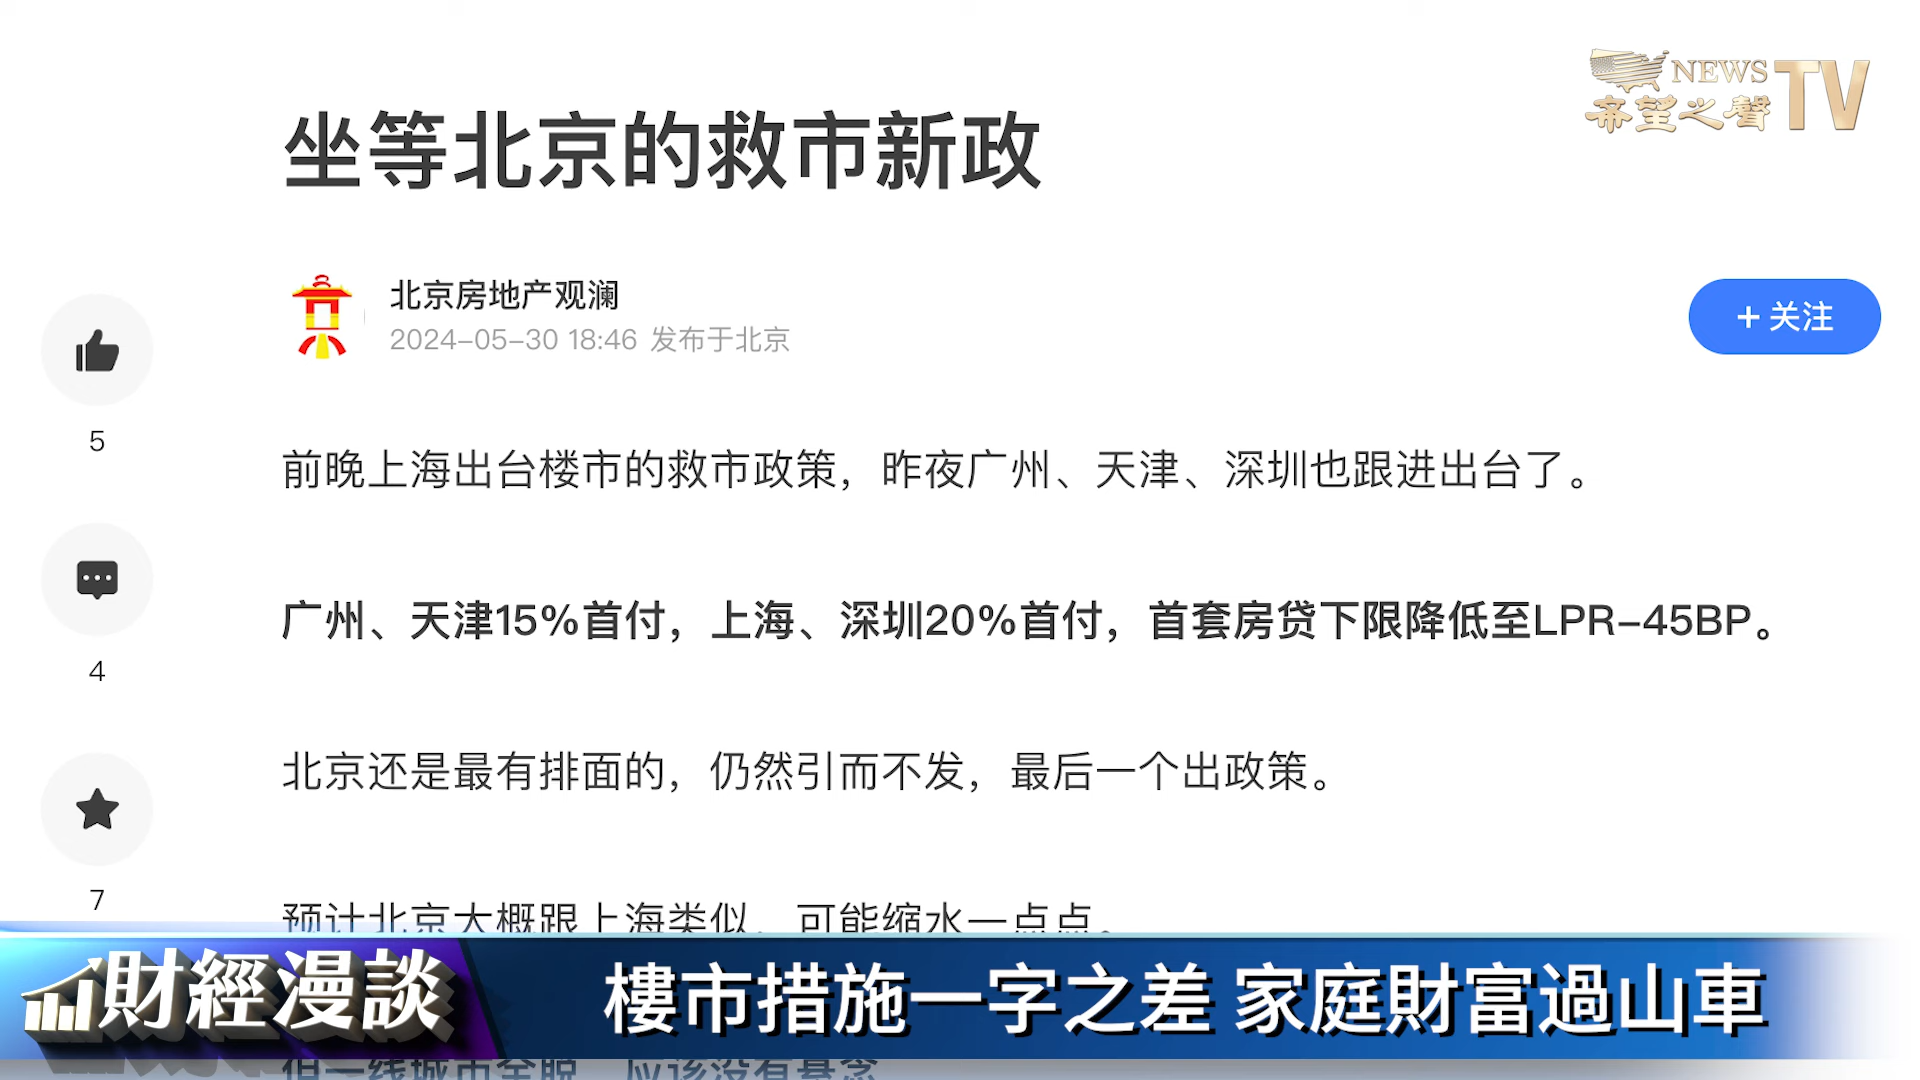 NEWS
希望之聲TV
坐等北京的救市新政
北京房地产观澜
2024-05-30 18:46 发布于北京
+ 关注
5
前晚上海出台楼市的救市政策，昨夜广州、天津、深圳也跟进出台了。
广州、天津15%首付，上海、深圳20%首付，首套房贷下限降低至LPR-45BP。
4
北京还是最有排面的，仍然引而不发，最后一个出政策。
7
预计北京大概跟上海类似，可能缩水一点点。
財經漫談
樓市措施一字之差 家庭財富過山車